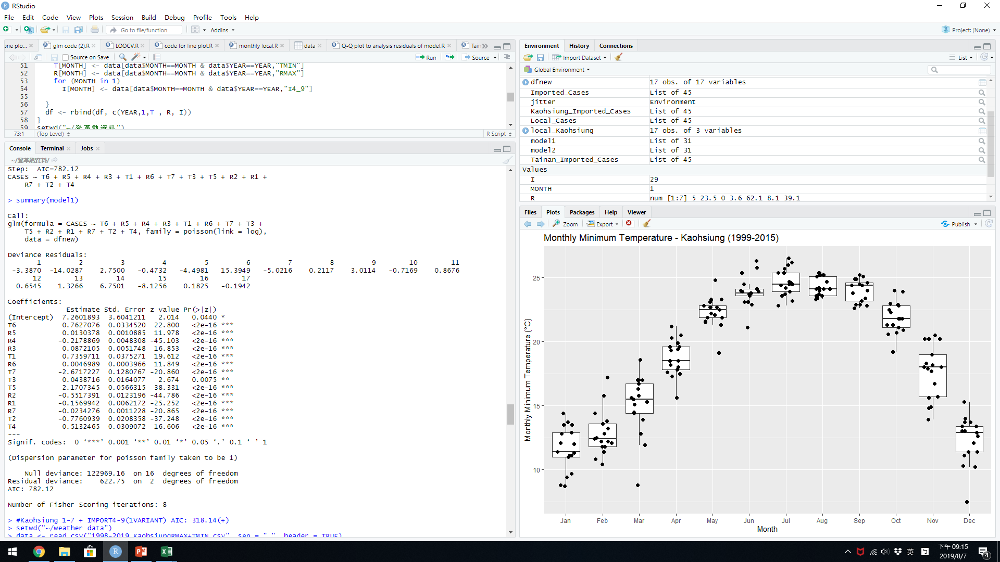 RStudio
File Edit Code View Plots Session Build Debug Profile Tools Help
Go to file/function Addins Project: (None)
one plo... glm code (2).R LOOCV.R code for line plot.R monthly local.R data Q-Q plot to analysis residuals of model.R Tair
Source on Save Run Source
51 T[MONTH] <- data[data$MONTH==MONTH & data$YEAR==YEAR,"TMIN"]
52 R[MONTH] <- data[data$MONTH==MONTH & data$YEAR==YEAR,"RMAX"]
53 for (MONTH in 1)
54 I[MONTH] <- data[data$MONTH==MONTH & data$YEAR==YEAR,"I4_9"]
55
56 }
57 df <- rbind(df, c(YEAR,1,T , R, I))
58 }
59 setwd("~/登革熱資料")
73:1 (Top Level) R Script
Console Terminal Jobs
~/登革熱資料/
Step: AIC=782.12
CASES ~ T6 + R5 + R4 + R3 + T1 + R6 + T7 + T3 + T5 + R2 + R1 +
R7 + T2 + T4
> summary(model1)
Call:
glm(formula = CASES ~ T6 + R5 + R4 + R3 + T1 + R6 + T7 + T3 +
T5 + R2 + R1 + R7 + T2 + T4, family = poisson(link = log),
data = dfnew)
Deviance Residuals:
1 2 3 4 5 6 7 8 9 10 11
-3.3870 -14.0287 2.7500 -0.4732 -4.4981 15.3949 -5.0216 0.2117 3.0114 -0.7169 0.8676
12 13 14 15 16 17
0.6545 1.3266 6.7501 -8.1256 0.1825 -0.1942
Coefficients:
Estimate Std. Error z value Pr(>|z|)
(Intercept) 7.2601893 3.6041211 2.014 0.0440 *
T6 0.7627076 0.0334520 22.800 <2e-16 ***
R5 0.0130378 0.0010885 11.978 <2e-16 ***
R4 -0.2178869 0.0048308 -45.103 <2e-16 ***
R3 0.0872105 0.0051748 16.853 <2e-16 ***
T1 0.7359711 0.0375271 19.612 <2e-16 ***
R6 0.0046989 0.0003966 11.849 <2e-16 ***
T7 -2.6717227 0.1280767 -20.860 <2e-16 ***
T3 0.0438716 0.0164077 2.674 0.0075 **
T5 2.1707345 0.0566315 38.331 <2e-16 ***
R2 -0.5517391 0.0123196 -44.786 <2e-16 ***
R1 -0.1569942 0.0062172 -25.252 <2e-16 ***
R7 -0.0234276 0.0011228 -20.865 <2e-16 ***
T2 -0.7760939 0.0208358 -37.248 <2e-16 ***
T4 0.5132465 0.0309072 16.606 <2e-16 ***
---
Signif. codes: 0 ‘***’ 0.001 ‘**’ 0.01 ‘*’ 0.05 ‘.’ 0.1 ‘ ’ 1
(Dispersion parameter for poisson family taken to be 1)
Null deviance: 122969.16 on 16 degrees of freedom
Residual deviance: 622.75 on 2 degrees of freedom
AIC: 782.12
Number of Fisher Scoring iterations: 8
> #Kaohsiung 1-7 + IMPORT4-9(1VARIANT) AIC: 318.14(+)
> setwd("~/weather data")
> data <- read.csv("1998-2019 KaohsiungRMAX+TMIN.csv", sep = ",", header = TRUE)
Environment History Connections
Import Dataset List
Global Environment
dfnew 17 obs. of 17 variables
Imported_Cases List of 45
jitter Environment
Kaohsiung_Imported_Cases List of 45
Local_Cases List of 45
local_Kaohsiung 17 obs. of 3 variables
model1 List of 31
model2 List of 31
Tainan_Imported_Cases List of 45
Values
I 29
MONTH 1
R num [1:7] 5 23.5 0 3.6 62.1 8.1 39.1
Files Plots Packages Help Viewer
Zoom Export Publish
Monthly Minimum Temperature - Kaohsiung (1999-2015)
Monthly Minimum Temperature (°C)
25
20
15
10
Jan Feb Mar Apr May Jun Jul Aug Sep Oct Nov Dec
Month
英 下午 09:15
2019/8/7
4